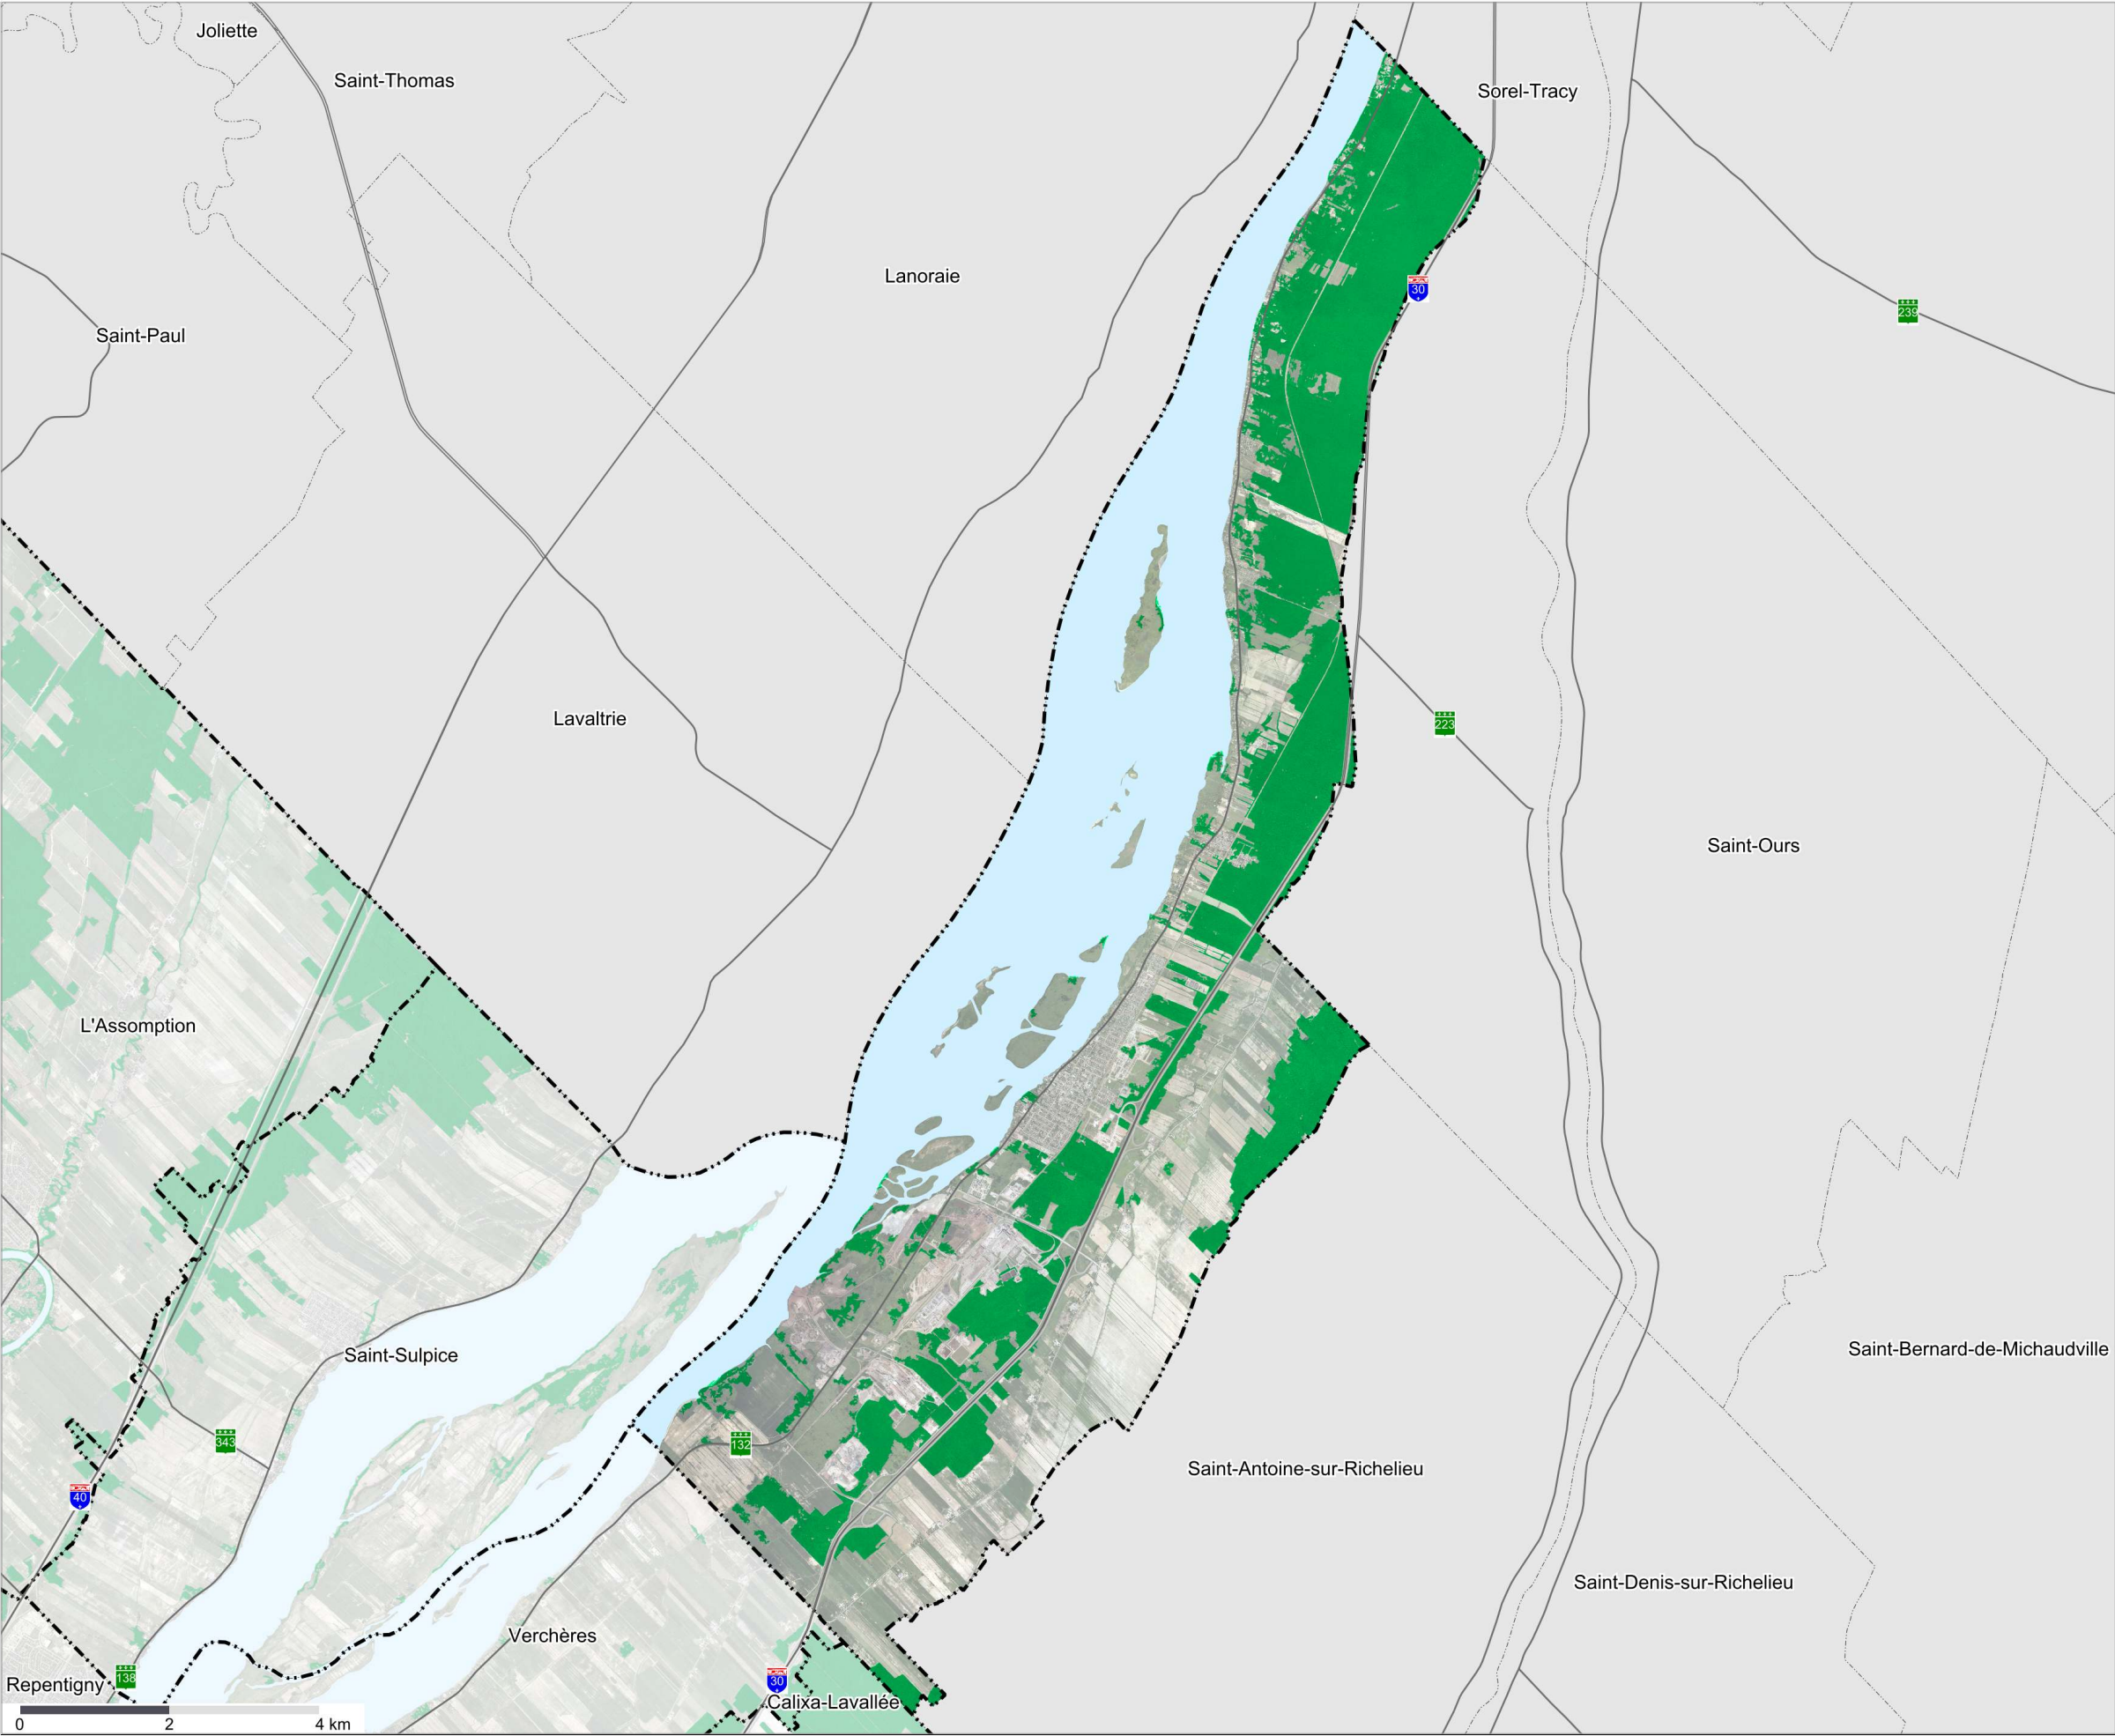 Joliette
Saint-Thomas
Sorel-Tracy
Lanoraie
30
239
Saint-Paul
Lavaltrie
223
Saint-Ours
L'Assomption
Saint-Sulpice
Saint-Bernard-de-Michaudville
343
132
Saint-Antoine-sur-Richelieu
40
Saint-Denis-sur-Richelieu
Verchères
138
Repentigny
30
Calixa-Lavallée
0 2 4 km